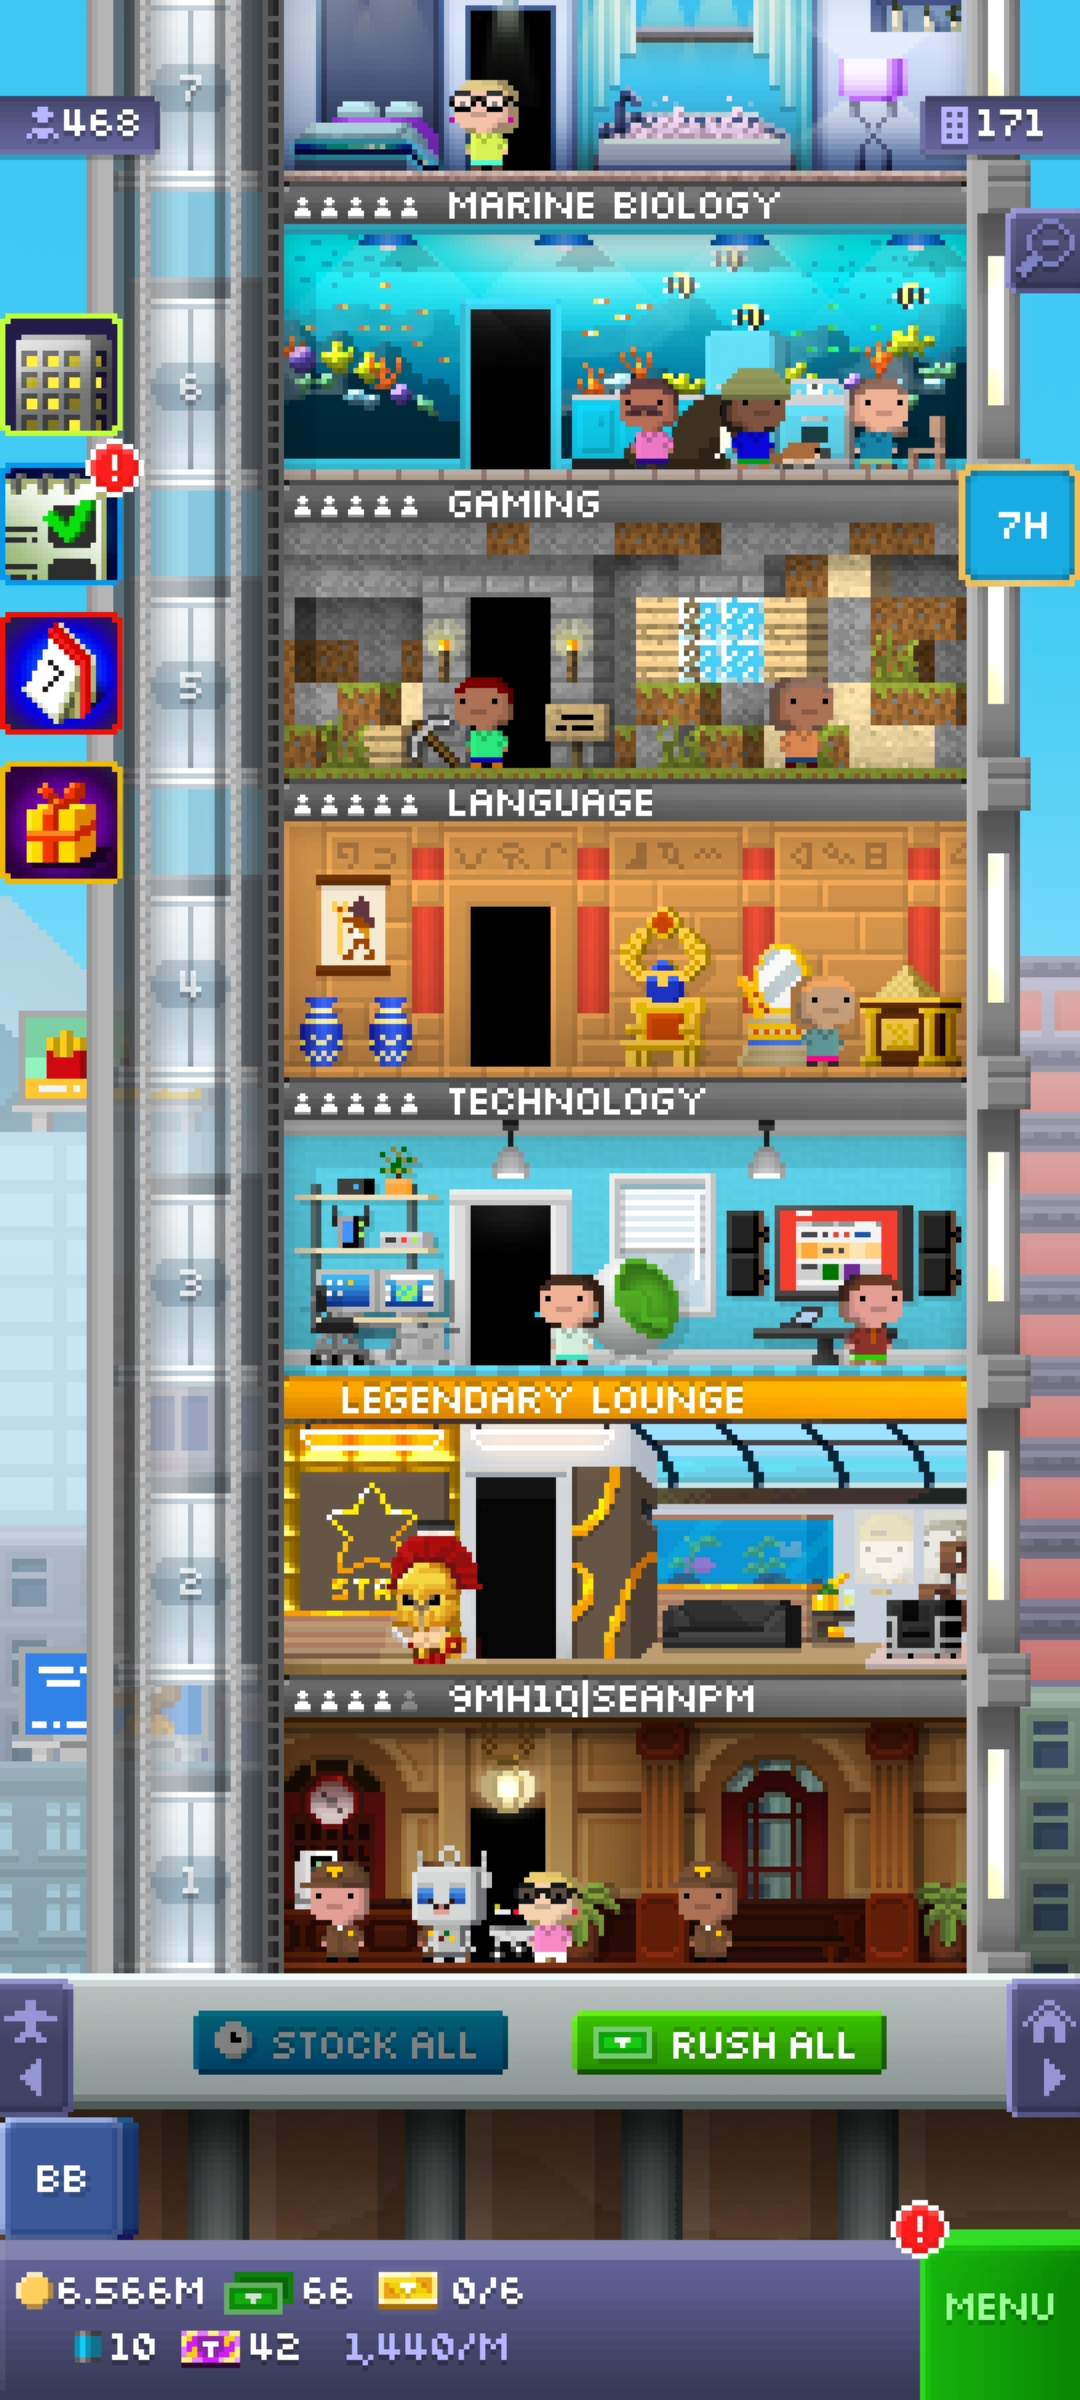 7
468
171
MARINE BIOLOGY
6
GAMING
7H
5
LANGUAGE
4
TECHNOLOGY
3
LEGENDARY LOUNGE
2
9MH1Q|SEANPM
1
STOCK ALL
RUSH ALL
BB
6.566M 66 0/6
MENU
10 42 1,440/M